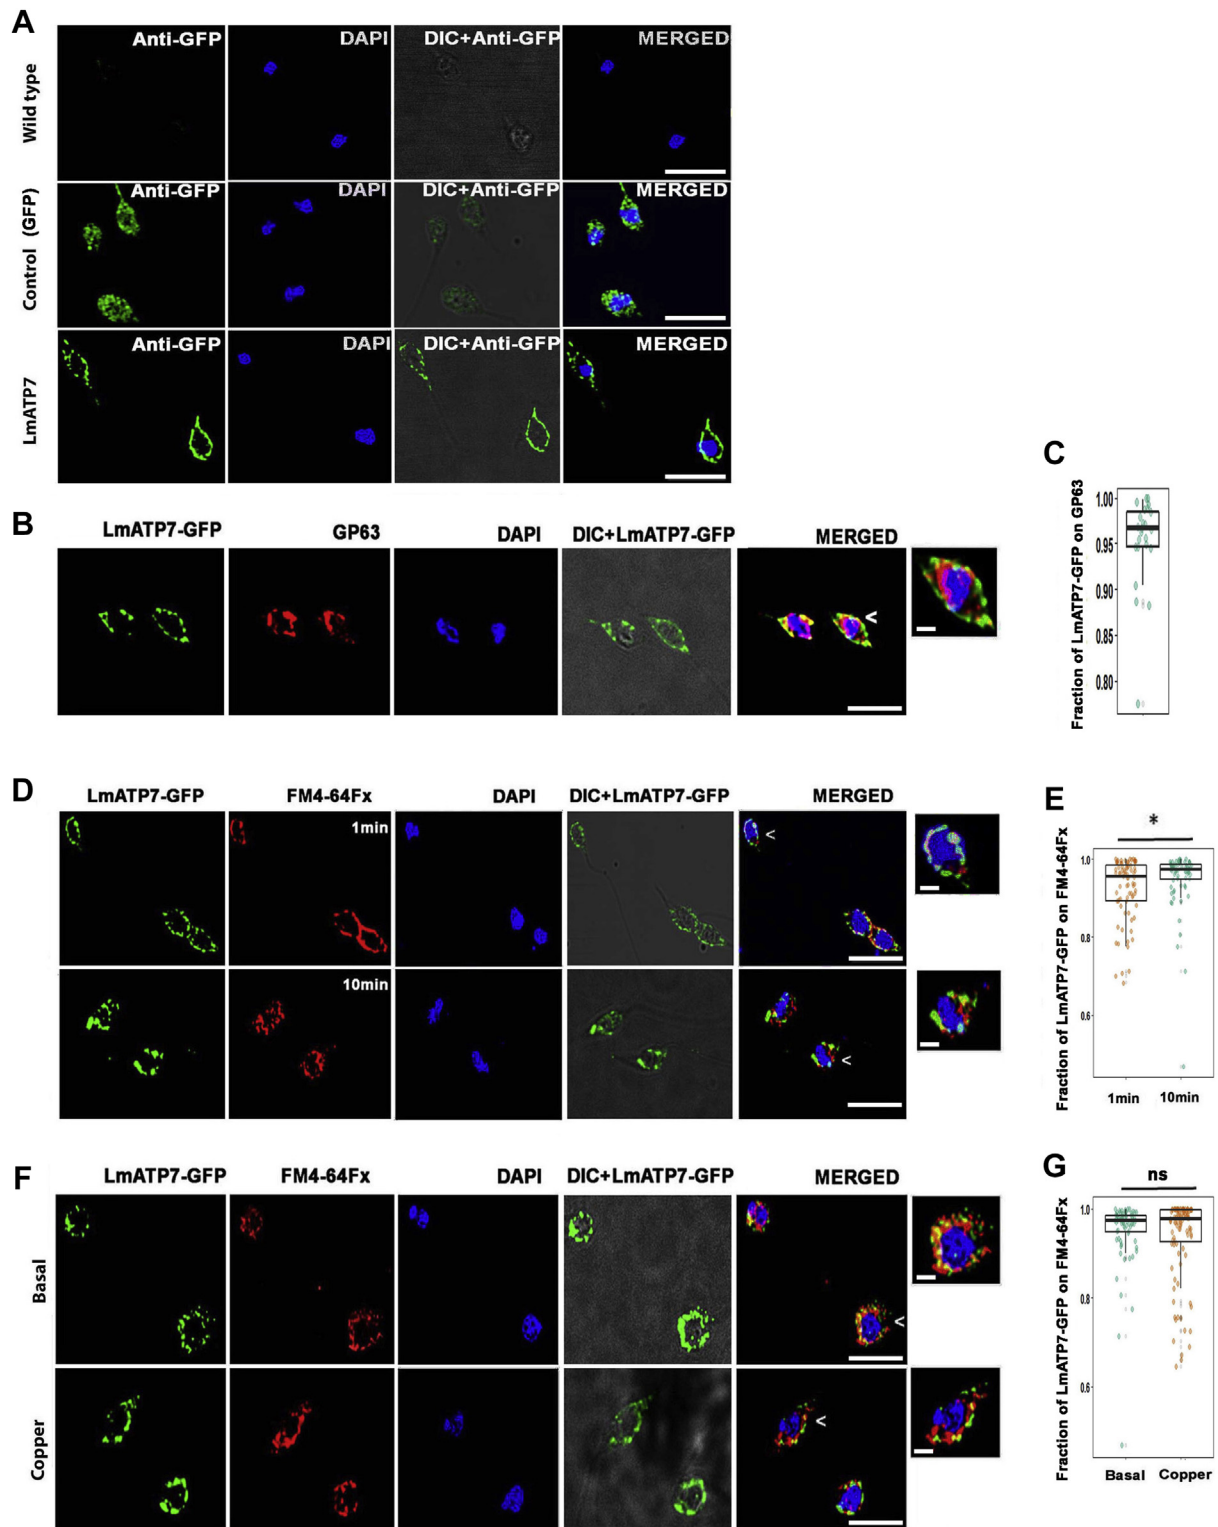 A
Anti-GFP DAPI DIC+Anti-GFP MERGED
Wild type
Anti-GFP DAPI DIC+Anti-GFP MERGED
Control (GFP)
Anti-GFP DAPI DIC+Anti-GFP MERGED
LmATP7
B
LmATP7-GFP GP63 DAPI DIC+LmATP7-GFP MERGED
<
C
Fraction of LmATP7-GFP on GP63
1.00
0.95
0.90
0.85
0.80
D
LmATP7-GFP FM4-64Fx DAPI DIC+LmATP7-GFP MERGED
1min
<
10min
<
E
*
Fraction of LmATP7-GFP on FM4-64Fx
1.0
0.8
0.6
1min 10min
F
LmATP7-GFP FM4-64Fx DAPI DIC+LmATP7-GFP MERGED
Basal
<
Copper
<
G
ns
Fraction of LmATP7-GFP on FM4-64Fx
1.0
0.8
0.6
Basal Copper